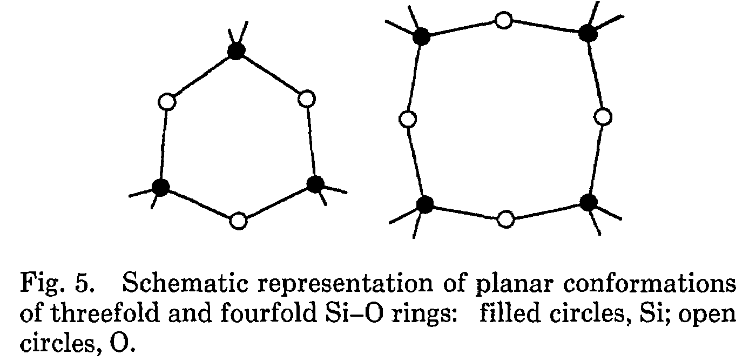 Fig. 5. Schematic representation of planar conformations
of threefold and fourfold Si–O rings: filled circles, Si; open
circles, O.